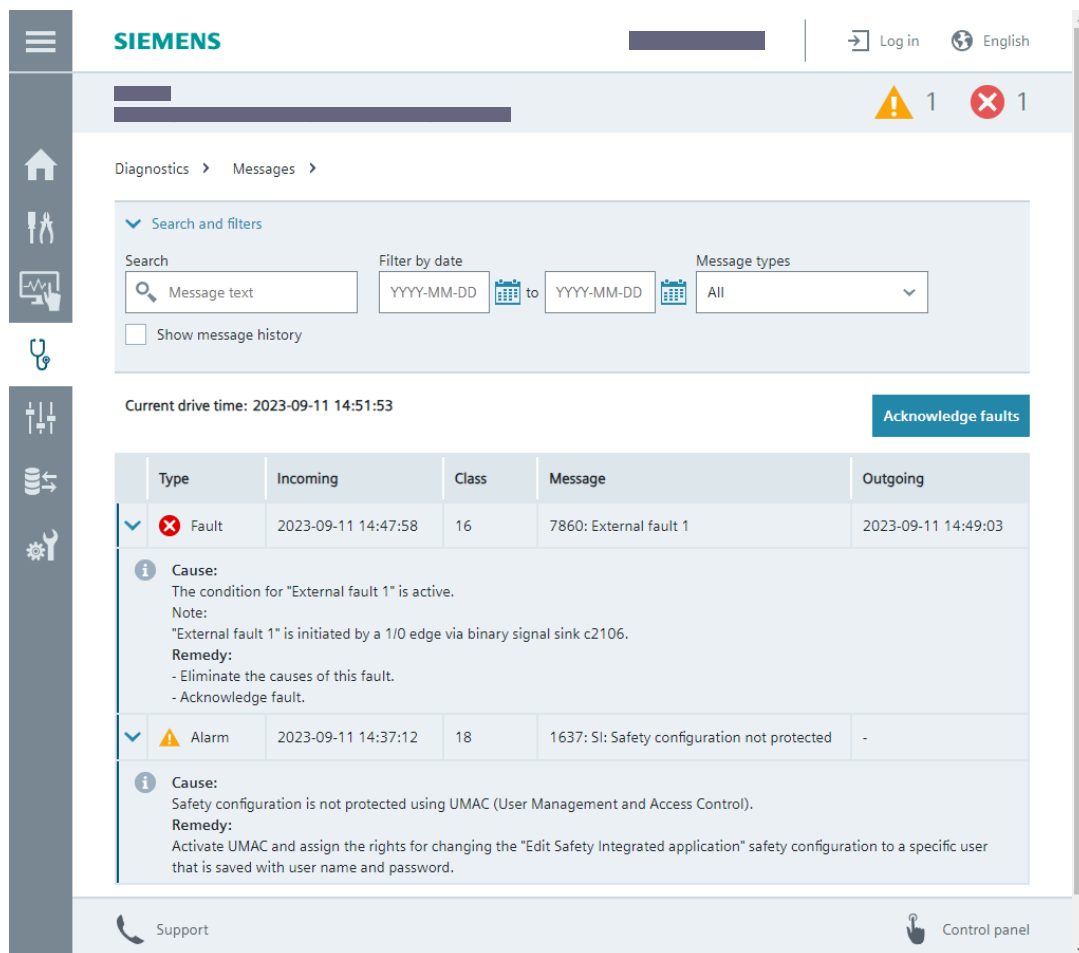 SIEMENS
Log in
English
1
1
Diagnostics
Messages
Search and filters
Search
Filter by date
Message types
Message text
YYYY-MM-DD
to
YYYY-MM-DD
All
Show message history
Current drive time: 2023-09-11 14:51:53
Acknowledge faults
Type Incoming Class Message Outgoing
Fault 2023-09-11 14:47:58 16 7860: External fault 1 2023-09-11 14:49:03
Cause:
The condition for "External fault 1" is active.
Note:
"External fault 1" is initiated by a 1/0 edge via binary signal sink c2106.
Remedy:
- Eliminate the causes of this fault.
- Acknowledge fault.
Alarm 2023-09-11 14:37:12 18 1637: SI: Safety configuration not protected -
Cause:
Safety configuration is not protected using UMAC (User Management and Access Control).
Remedy:
Activate UMAC and assign the rights for changing the "Edit Safety Integrated application" safety configuration to a specific user
that is saved with user name and password.
Support
Control panel